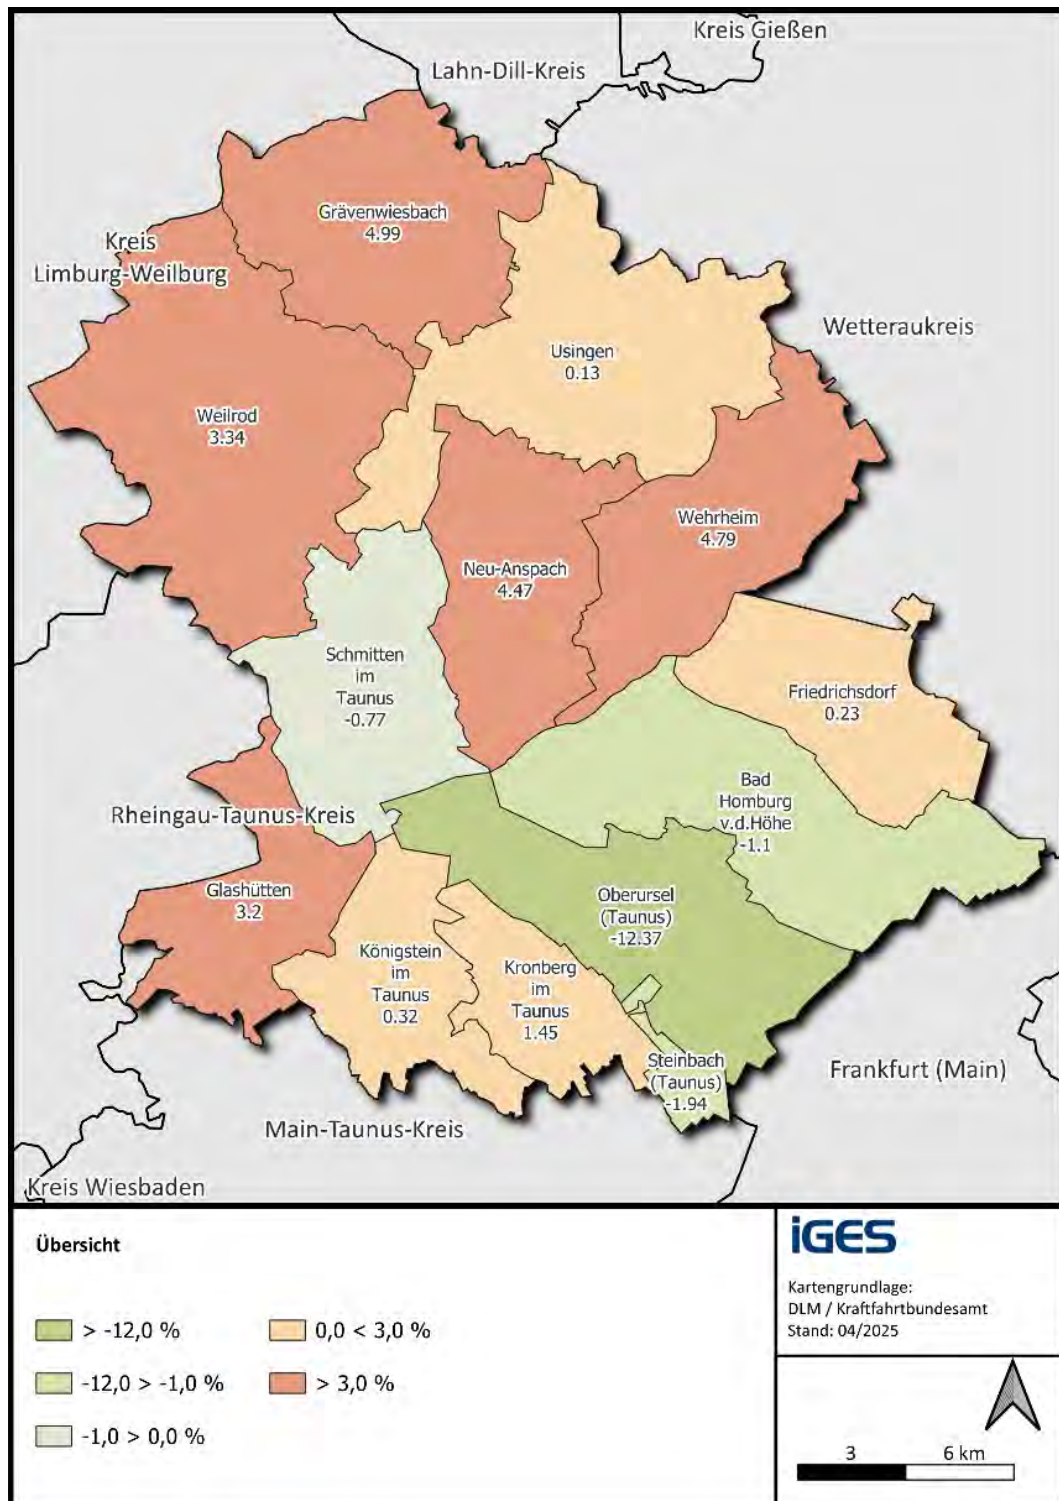 Kreis Gießen
Lahn-Dill-Kreis
Grävenwiesbach
4.99
Kreis
Limburg-Weilburg
Wetteraukreis
Usingen
0.13
Weilrod
3.34
Wehrheim
4.79
Neu-Anspach
4.47
Schmitten
im
Taunus
-0.77
Friedrichsdorf
0.23
Bad
Homburg
v.d.Höhe
-1.1
Rheingau-Taunus-Kreis
Glashütten
3.2
Oberursel
(Taunus)
-12.37
Königstein
im
Taunus
0.32
Kronberg
im
Taunus
1.45
Steinbach
(Taunus)
-1.94
Frankfurt (Main)
Main-Taunus-Kreis
Kreis Wiesbaden
Übersicht
> -12,0 %
-12,0 > -1,0 %
-1,0 > 0,0 %
0,0 < 3,0 %
> 3,0 %
iGES
Kartengrundlage:
DLM / Kraftfahrtbundesamt
Stand: 04/2025
3 6 km